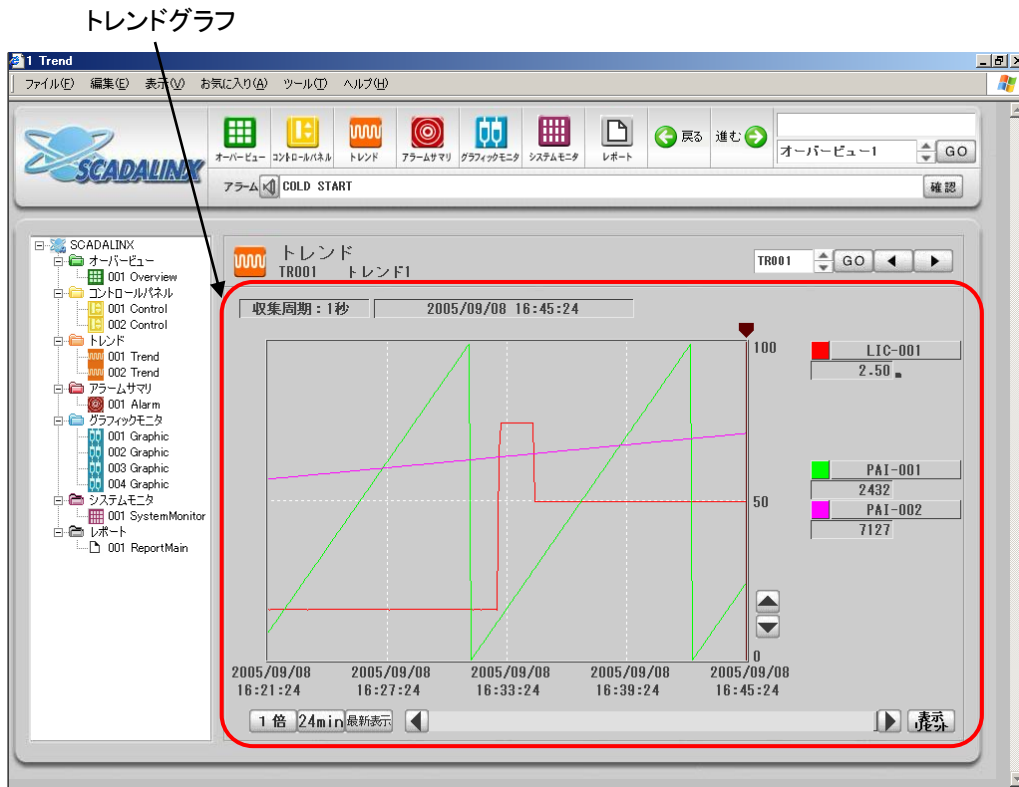 トレンドグラフ
1 Trend
ファイル(F) 編集(E) 表示(V) お気に入り(A) ツール(T) ヘルプ(H)
SCADALINX
オーバービュー コントロールパネル トレンド アラームサマリ グラフィックモニタ システムモニタ レポート
戻る 進む
オーバービュー1 GO
アラーム COLD START 確認
SCADALINX
オーバービュー
001 Overview
コントロールパネル
001 Control
002 Control
トレンド
001 Trend
002 Trend
アラームサマリ
001 Alarm
グラフィックモニタ
001 Graphic
002 Graphic
003 Graphic
004 Graphic
システムモニタ
001 SystemMonitor
レポート
001 ReportMain
トレンド
TR001 トレンド1
TR001 GO
収集周期：1秒 2005/09/08 16:45:24
100
50
0
LIC-001
2.50 m
PAI-001
2432
PAI-002
7127
2005/09/08 2005/09/08 2005/09/08 2005/09/08 2005/09/08
16:21:24 16:27:24 16:33:24 16:39:24 16:45:24
1 倍 24min 最新表示
表示
リセット